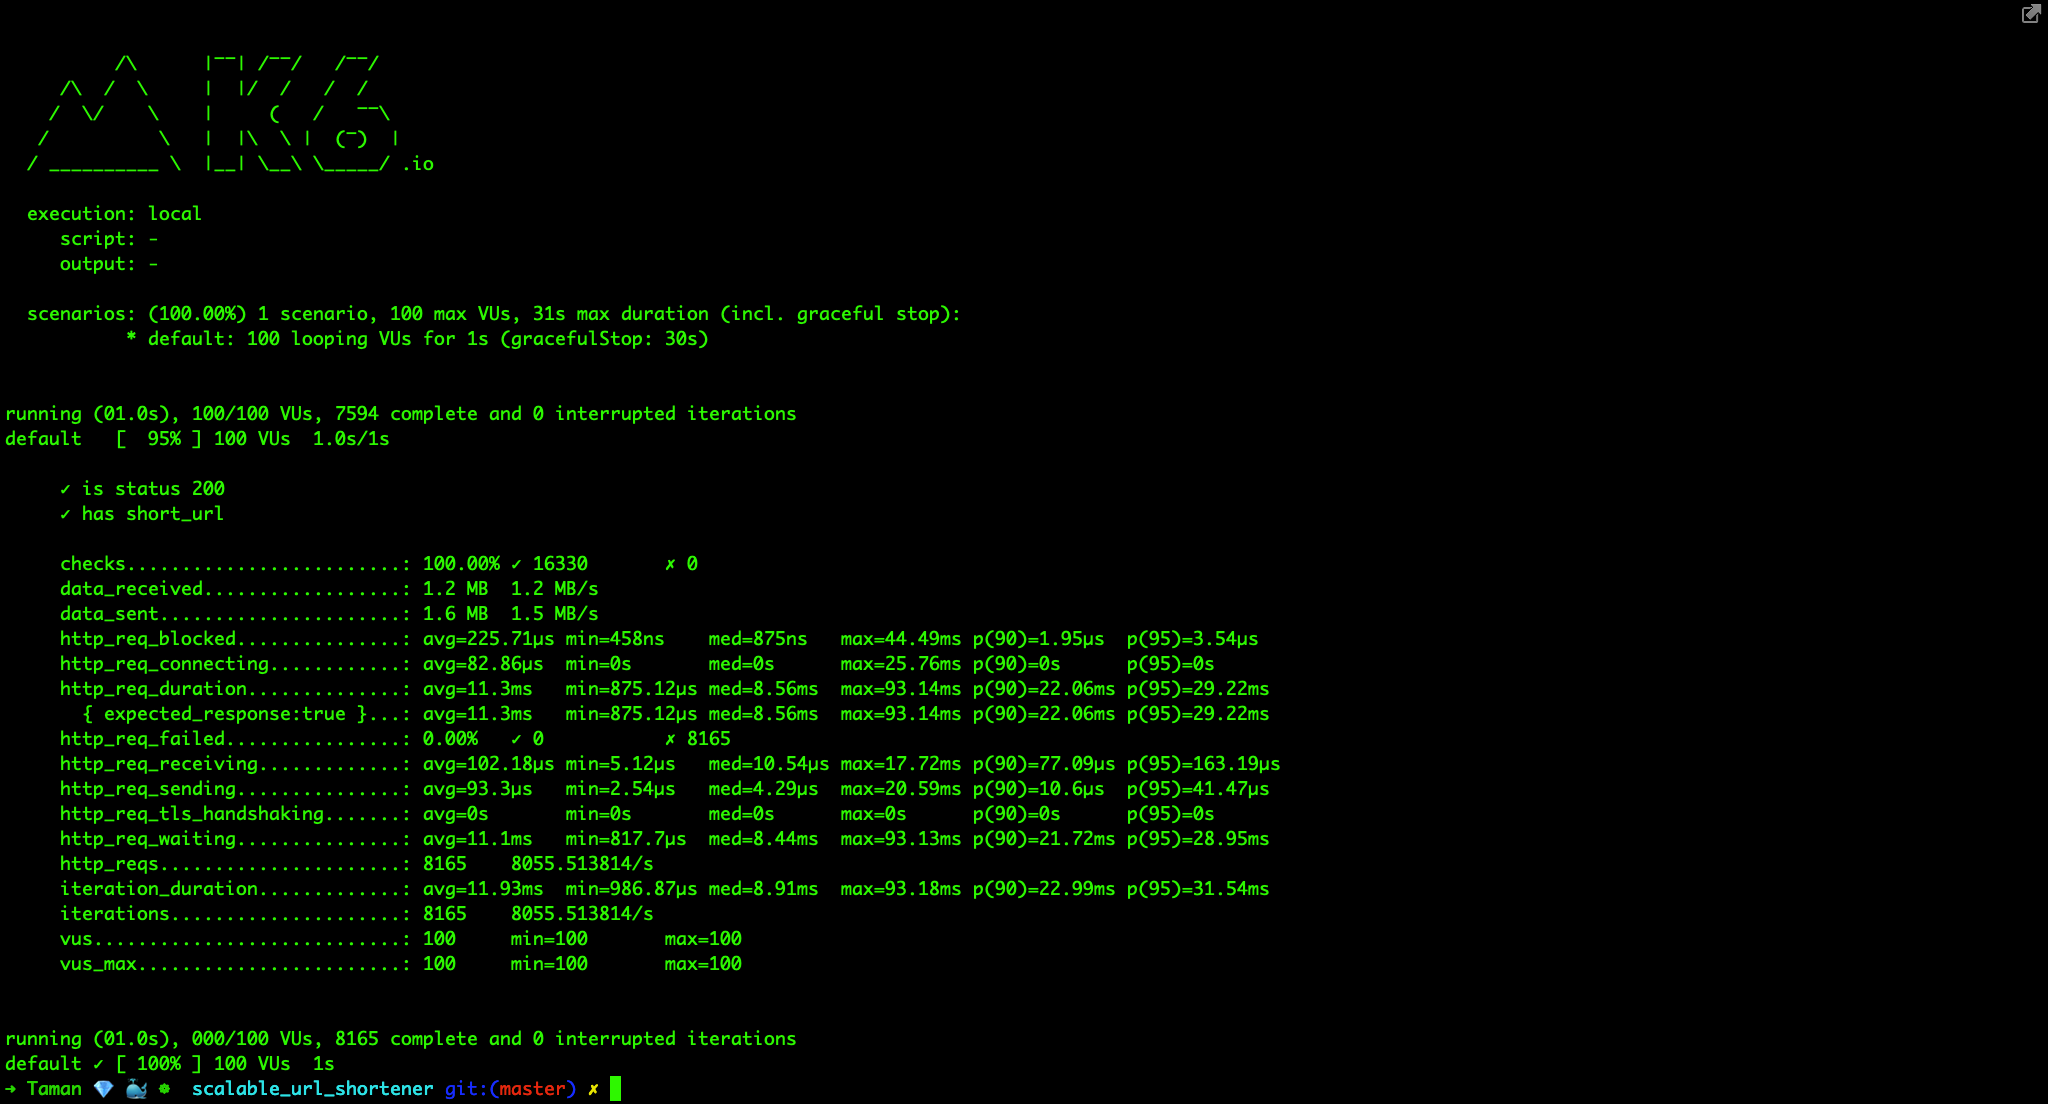 /\      |‾‾| /‾‾/   /‾‾/
    /\  /  \     |  |/  /   /  /
   /  \/    \    |     (   /   ‾‾\
  /          \   |  |\  \ |  (‾)  |
 / __________ \  |__| \__\ \_____/ .io
execution: local
script: -
output: -
scenarios: (100.00%) 1 scenario, 100 max VUs, 31s max duration (incl. graceful stop):
* default: 100 looping VUs for 1s (gracefulStop: 30s)
running (01.0s), 100/100 VUs, 7594 complete and 0 interrupted iterations
default   [  95% ] 100 VUs  1.0s/1s
✓ is status 200
✓ has short_url
checks.........................: 100.00% ✓ 16330       ✗ 0
data_received..................: 1.2 MB  1.2 MB/s
data_sent......................: 1.6 MB  1.5 MB/s
http_req_blocked...............: avg=225.71µs min=458ns    med=875ns   max=44.49ms p(90)=1.95µs  p(95)=3.54µs
http_req_connecting............: avg=82.86µs  min=0s       med=0s      max=25.76ms p(90)=0s      p(95)=0s
http_req_duration..............: avg=11.3ms   min=875.12µs med=8.56ms  max=93.14ms p(90)=22.06ms p(95)=29.22ms
{ expected_response:true }...: avg=11.3ms   min=875.12µs med=8.56ms  max=93.14ms p(90)=22.06ms p(95)=29.22ms
http_req_failed................: 0.00%   ✓ 0           ✗ 8165
http_req_receiving.............: avg=102.18µs min=5.12µs   med=10.54µs max=17.72ms p(90)=77.09µs p(95)=163.19µs
http_req_sending...............: avg=93.3µs   min=2.54µs   med=4.29µs  max=20.59ms p(90)=10.6µs  p(95)=41.47µs
http_req_tls_handshaking.......: avg=0s       min=0s       med=0s      max=0s      p(90)=0s      p(95)=0s
http_req_waiting...............: avg=11.1ms   min=817.7µs  med=8.44ms  max=93.13ms p(90)=21.72ms p(95)=28.95ms
http_reqs......................: 8165    8055.513814/s
iteration_duration.............: avg=11.93ms  min=986.87µs med=8.91ms  max=93.18ms p(90)=22.99ms p(95)=31.54ms
iterations.....................: 8165    8055.513814/s
vus............................: 100     min=100       max=100
vus_max........................: 100     min=100       max=100
running (01.0s), 000/100 VUs, 8165 complete and 0 interrupted iterations
default ✓ [ 100% ] 100 VUs  1s
➜ Taman 💎 🐳 ☸ scalable_url_shortener git:(master) ✗